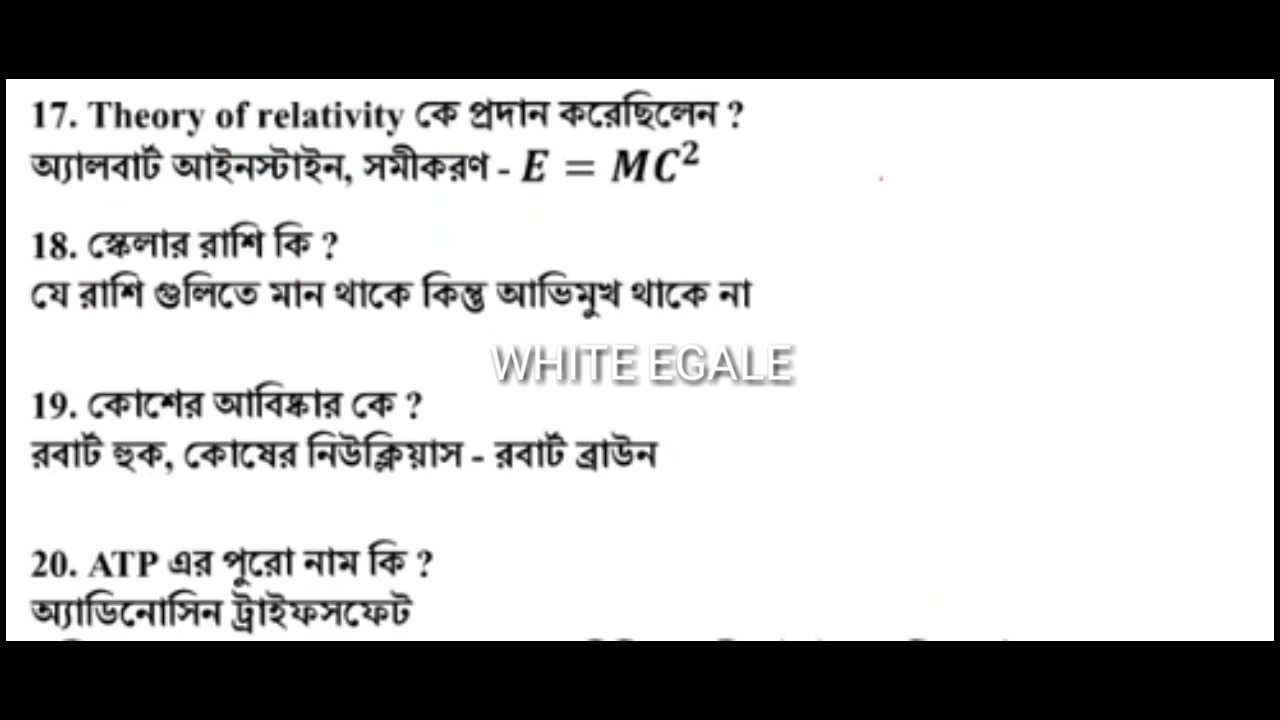 17. Theory of relativity কে প্রদান করেছিলেন ?
অ্যালবার্ট আইনস্টাইন, সমীকরণ - E = MC²
18. স্কেলার রাশি কি ?
যে রাশি গুলিতে মান থাকে কিন্তু আভিমুখ থাকে না
WHITE EGALE
19. কোশের আবিষ্কার কে ?
রবার্ট হুক, কোষের নিউক্লিয়াস - রবার্ট ব্রাউন
20. ATP এর পুরো নাম কি ?
অ্যাডিনোসিন ট্রাইফসফেট